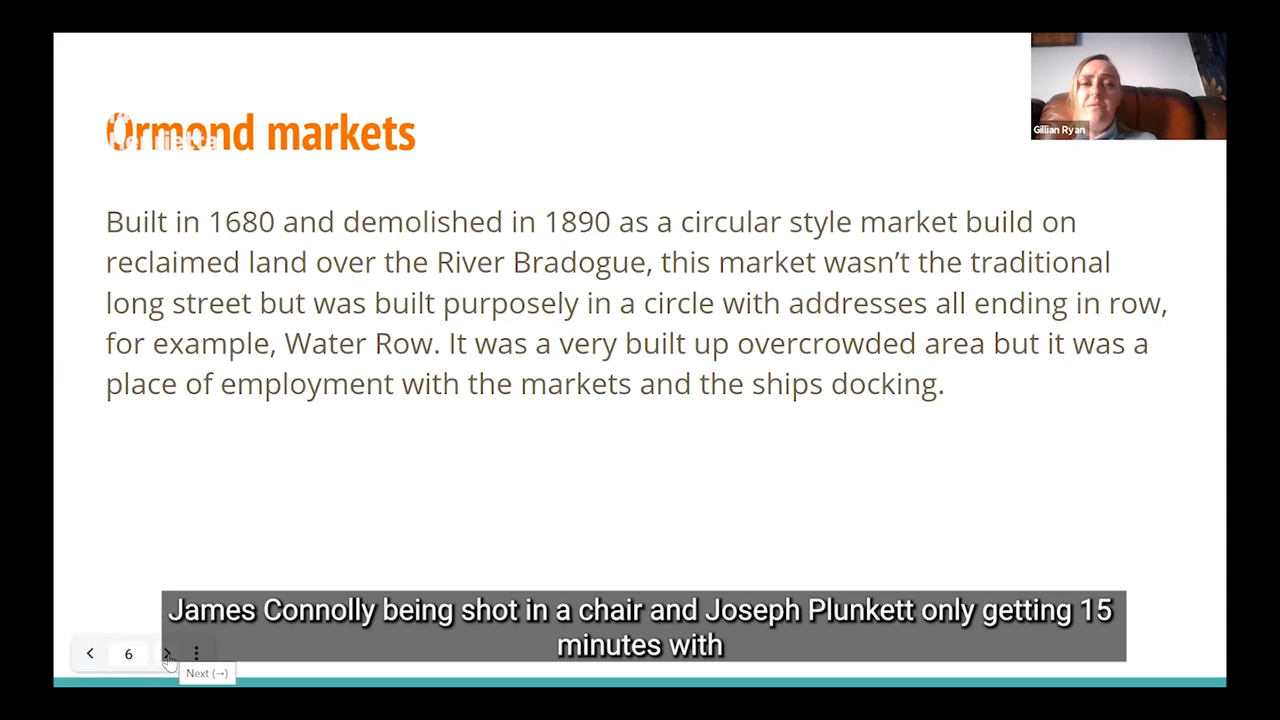 Ormond markets
Henrietta
Gillian Ryan
Built in 1680 and demolished in 1890 as a circular style market build on
reclaimed land over the River Bradogue, this market wasn’t the traditional
long street but was built purposely in a circle with addresses all ending in row,
for example, Water Row. It was a very built up overcrowded area but it was a
place of employment with the markets and the ships docking.
James Connolly being shot in a chair and Joseph Plunkett only getting 15
minutes with
6
Next (→)